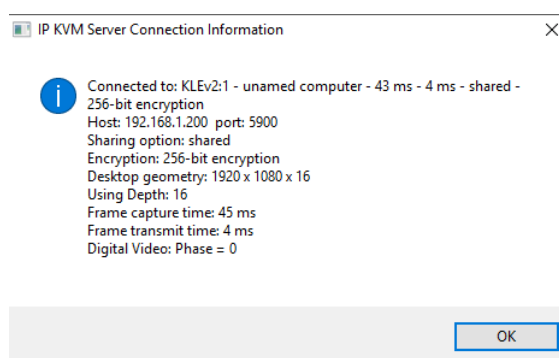 IP KVM Server Connection Information
Connected to: KLEv2:1 - unamed computer - 43 ms - 4 ms - shared -
256-bit encryption
Host: 192.168.1.200  port: 5900
Sharing option: shared
Encryption: 256-bit encryption
Desktop geometry: 1920 x 1080 x 16
Using Depth: 16
Frame capture time: 45 ms
Frame transmit time: 4 ms
Digital Video: Phase = 0
OK